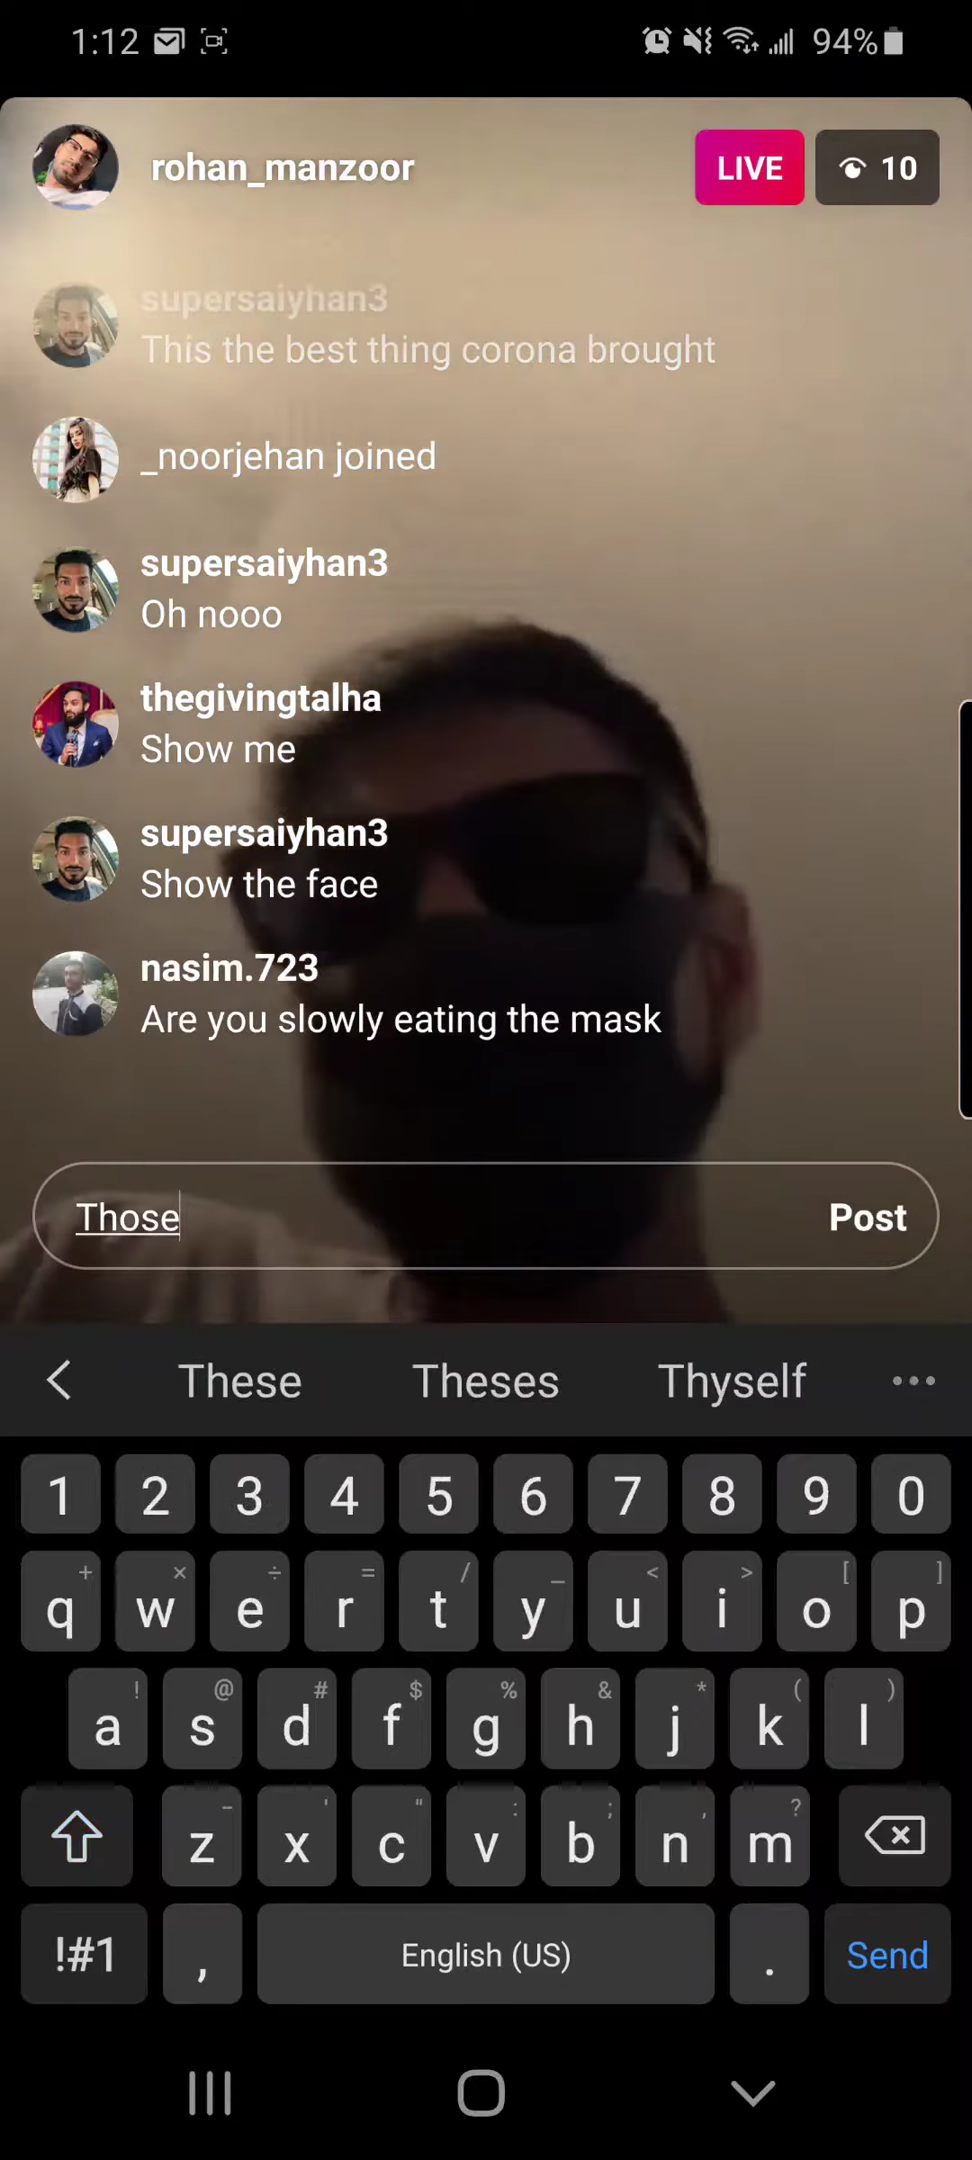 1:12 94%
rohan_manzoor LIVE 10
supersaiyhan3
This the best thing corona brought
_noorjehan joined
supersaiyhan3
Oh nooo
thegivingtalha
Show me
supersaiyhan3
Show the face
nasim.723
Are you slowly eating the mask
Those Post
These Theses Thyself ...
1 2 3 4 5 6 7 8 9 0
+ × ÷ = / _ < > [ ]
q w e r t y u i o p
! @ # $ % & * ( )
a s d f g h j k l
- ' " : ; , ?
z x c v b n m
!#1 , English (US) . Send